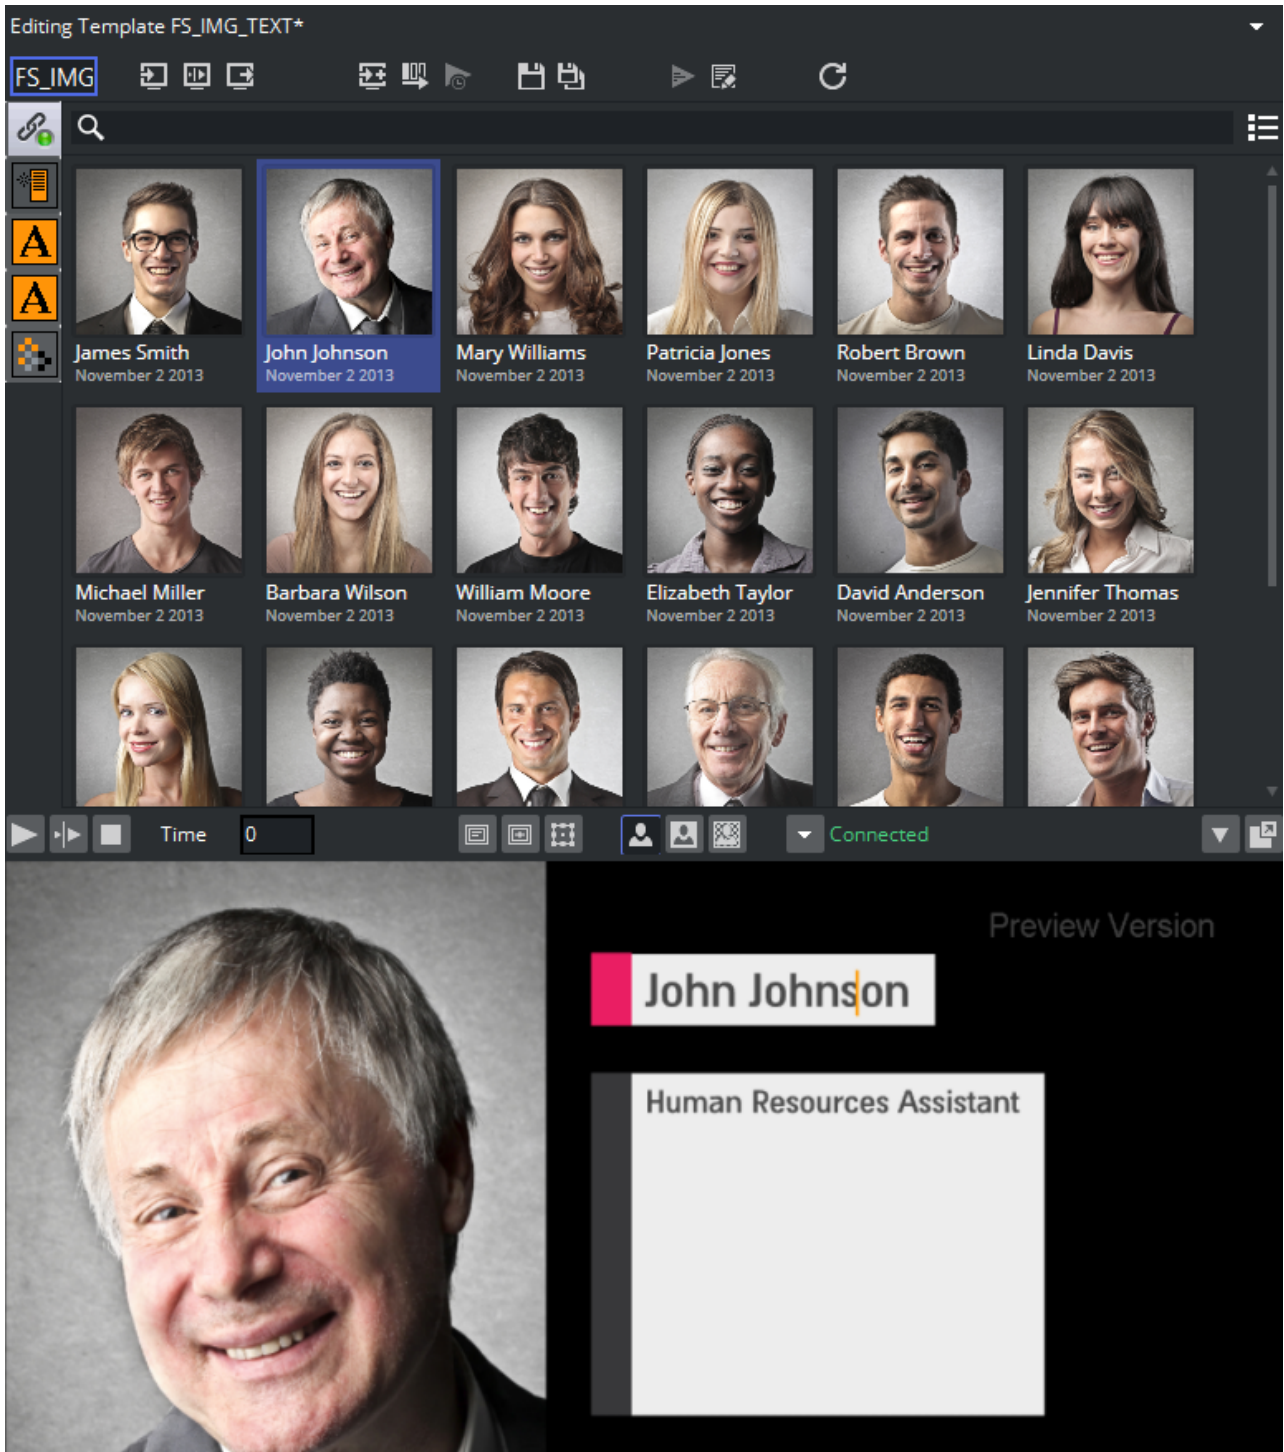 Editing Template FS_IMG_TEXT*
FS_IMG
A
A
James Smith
November 2 2013
John Johnson
November 2 2013
Mary Williams
November 2 2013
Patricia Jones
November 2 2013
Robert Brown
November 2 2013
Linda Davis
November 2 2013
Michael Miller
November 2 2013
Barbara Wilson
November 2 2013
William Moore
November 2 2013
Elizabeth Taylor
November 2 2013
David Anderson
November 2 2013
Jennifer Thomas
November 2 2013
Time 0 Connected
Preview Version
John Johnson
Human Resources Assistant